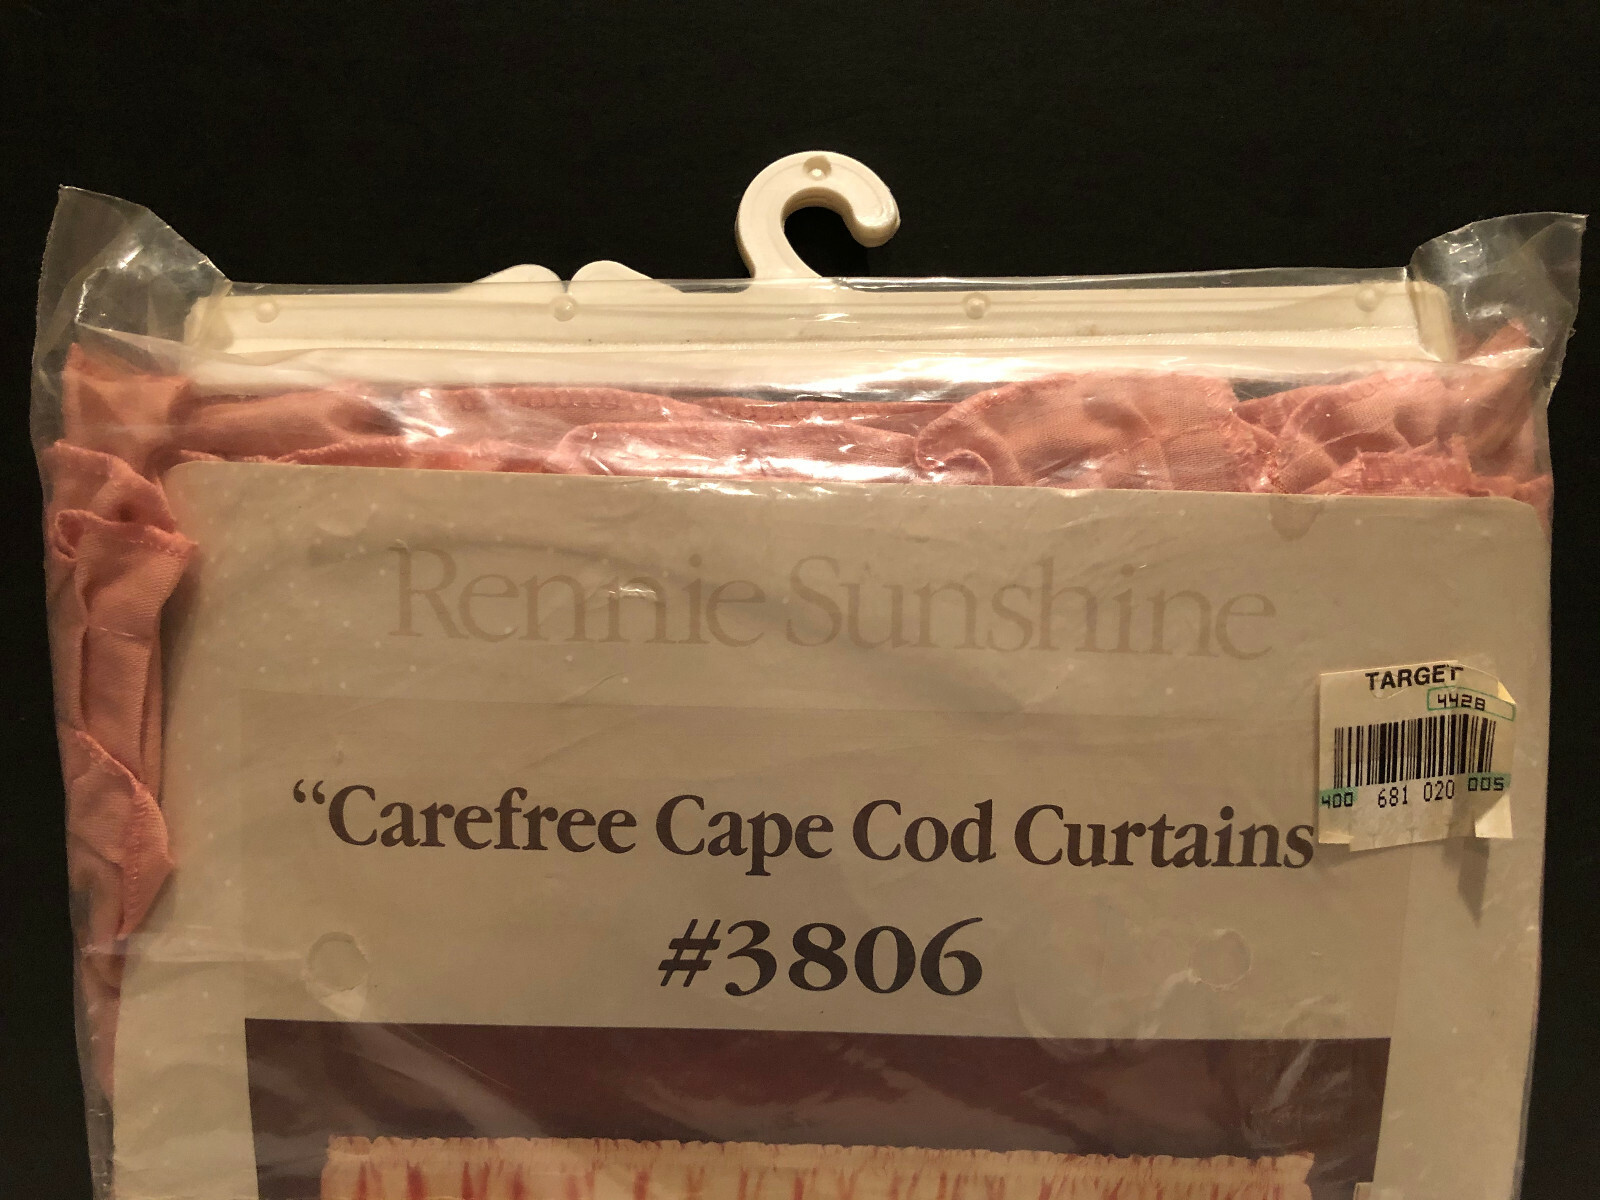 Rennie Sunshine
TARGET
4428
400 681 020 005
“Carefree Cape Cod Curtains
#3806